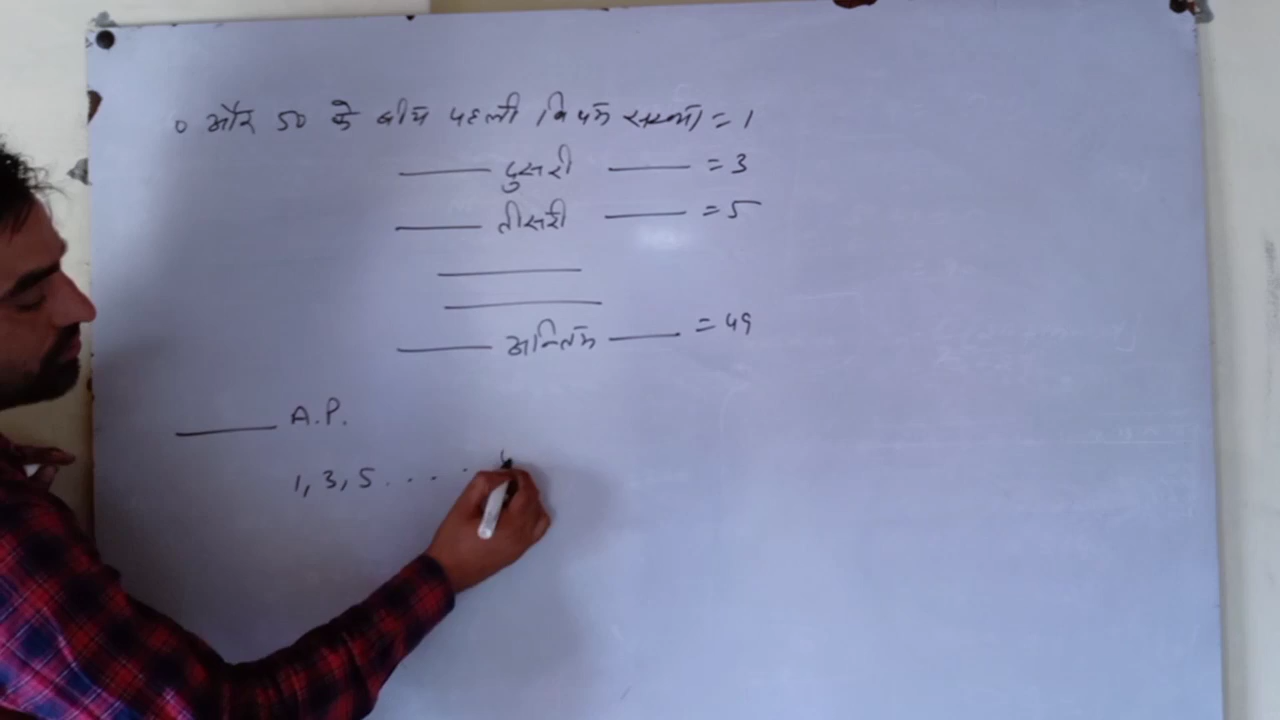 0 और 50 के बीच पहली विषम संख्या = 1
——— दुसरी ——— = 3
——— तीसरी ——— = 5
———
———
——— अन्तिम ——— = 49
——— A.P.
1, 3, 5 . . . .